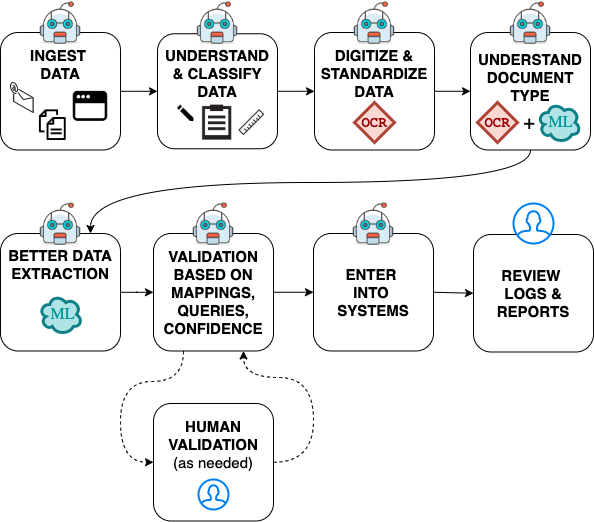 INGEST
DATA
UNDERSTAND
& CLASSIFY
DATA
DIGITIZE &
STANDARDIZE
DATA
OCR
UNDERSTAND
DOCUMENT
TYPE
OCR + ML
BETTER DATA
EXTRACTION
ML
VALIDATION
BASED ON
MAPPINGS,
QUERIES,
CONFIDENCE
ENTER
INTO
SYSTEMS
REVIEW
LOGS &
REPORTS
HUMAN
VALIDATION
(as needed)